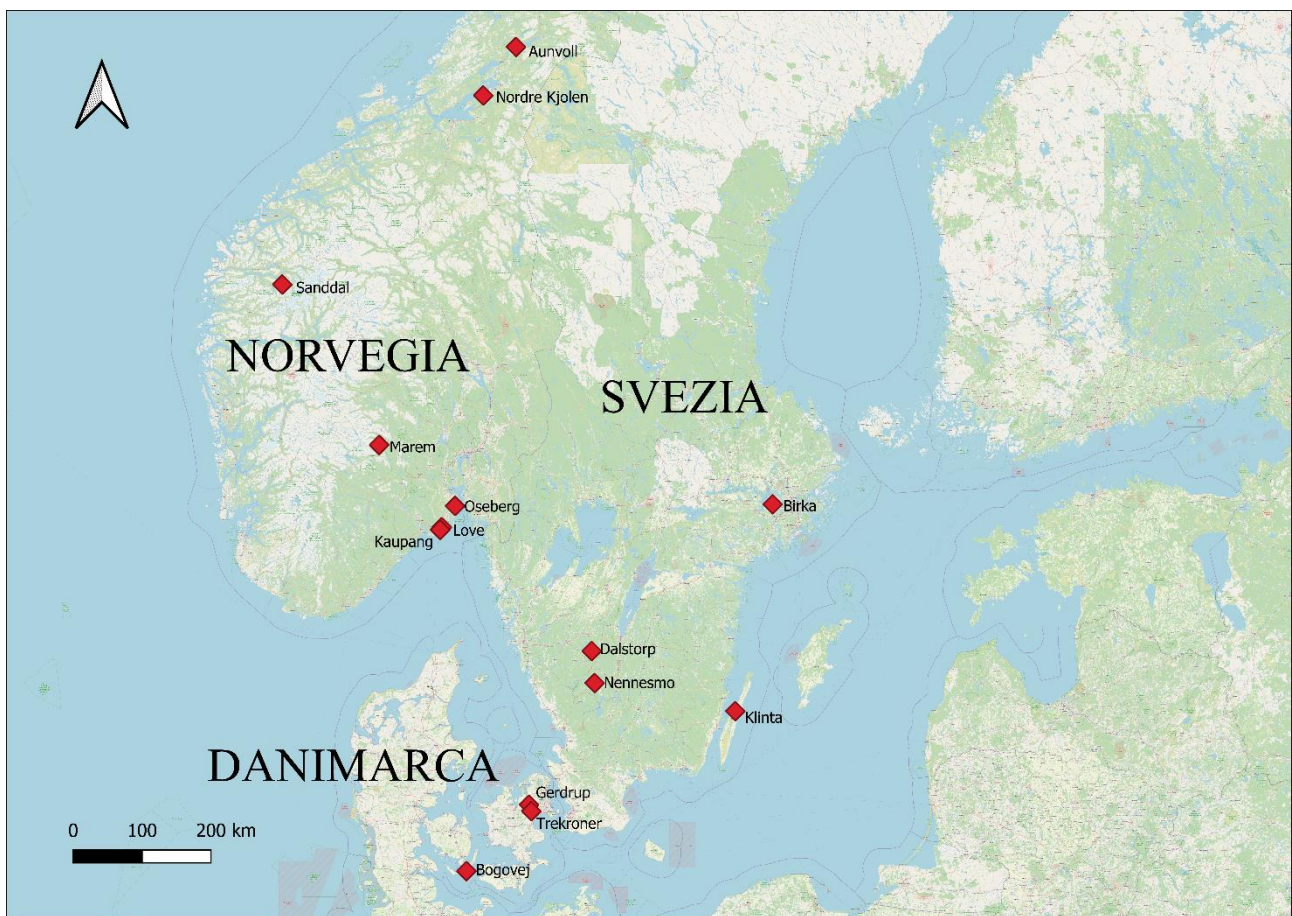 Aunvoll
Nordre Kjolen
Sanddal
NORVEGIA
SVEZIA
Marem
Oseberg
Birka
Love
Kaupang
Dalstorp
Nennesmo
Klinta
DANIMARCA
Gerdrup
Trekroner
0 100 200 km
Bogovej